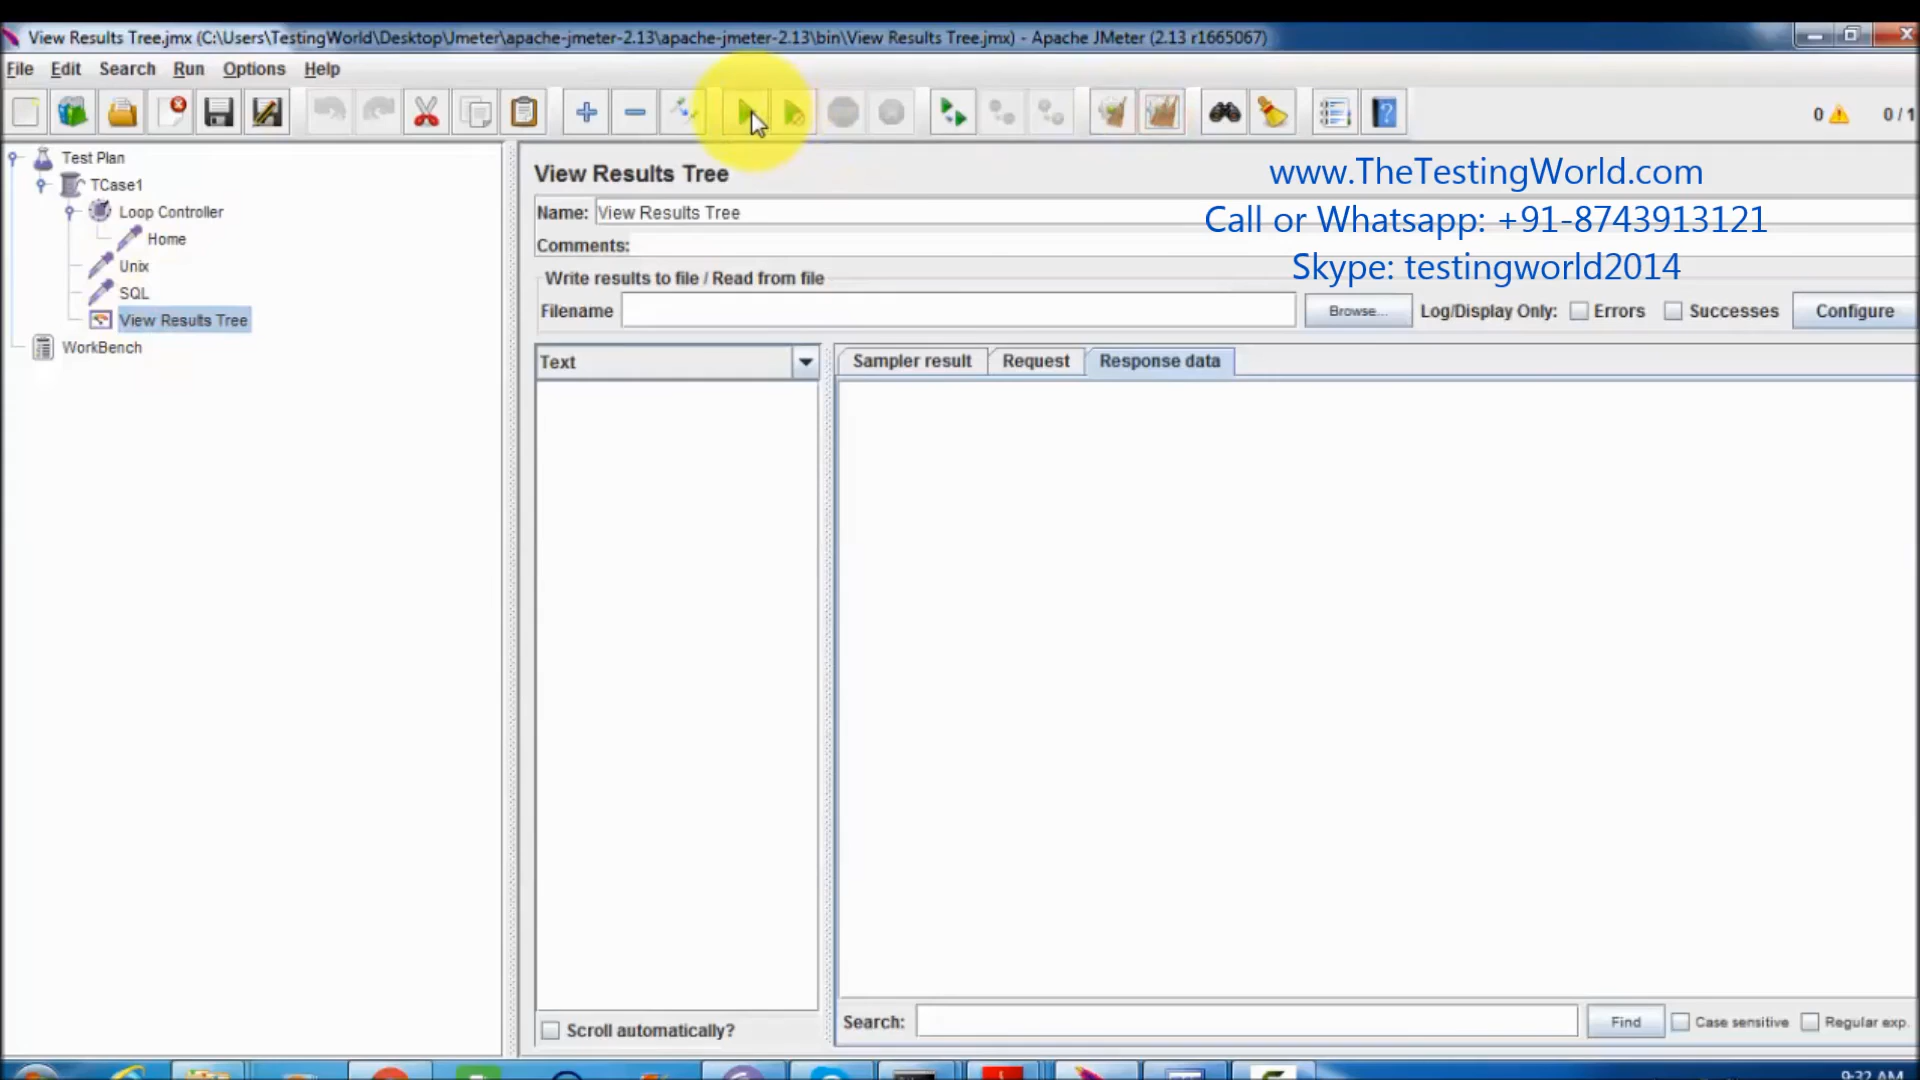 View Results Tree.jmx (C:\Users\TestingWorld\Desktop\Jmeter\apache-jmeter-2.13\apache-jmeter-2.13\bin\View Results Tree.jmx) - Apache JMeter (2.13 r1665067)
File Edit Search Run Options Help
0 0 / 1
Test Plan
TCase1
Loop Controller
Home
Unix
SQL
View Results Tree
WorkBench
View Results Tree
www.TheTestingWorld.com
Name: View Results Tree
Call or Whatsapp: +91-8743913121
Comments:
Skype: testingworld2014
Write results to file / Read from file
Filename Browse... Log/Display Only: Errors Successes Configure
Text Sampler result Request Response data
Scroll automatically?
Search: Find Case sensitive Regular exp.
9:32 AM